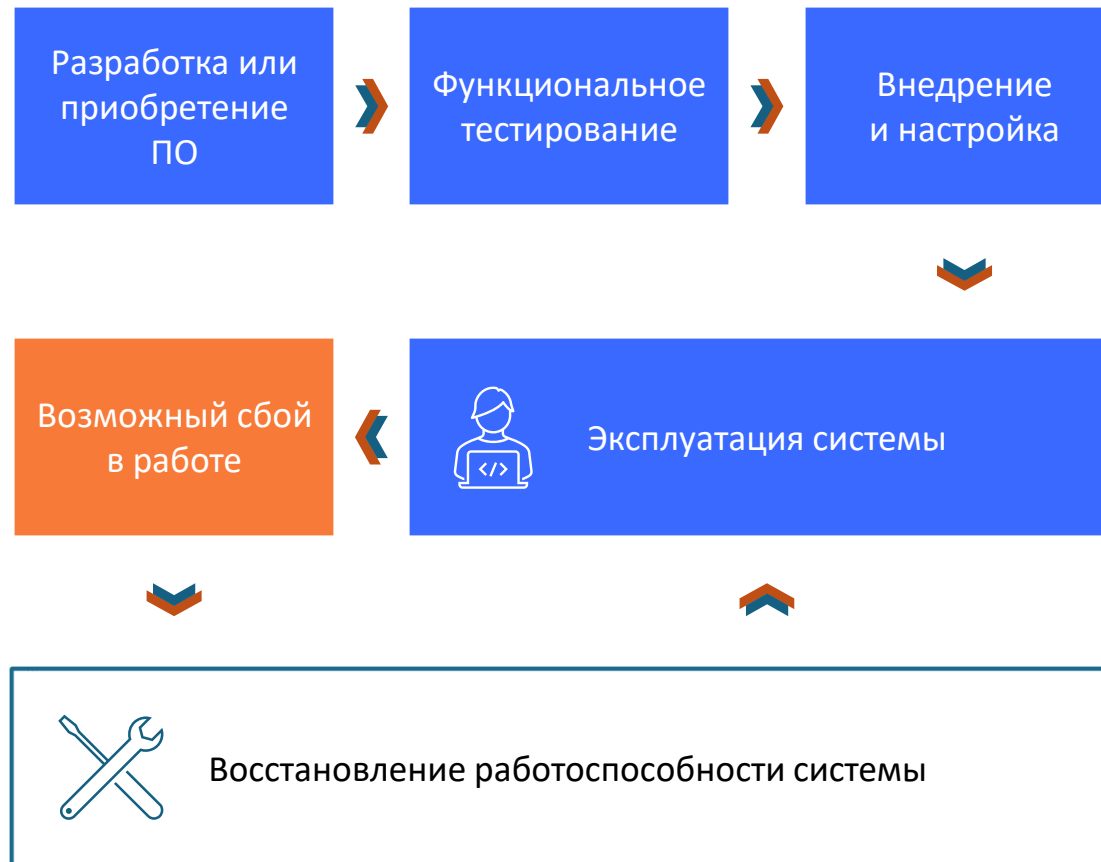 Разработка или
приобретение
ПО
Функциональное
тестирование
Внедрение
и настройка
Возможный сбой
в работе
</>
Эксплуатация системы
Восстановление работоспособности системы